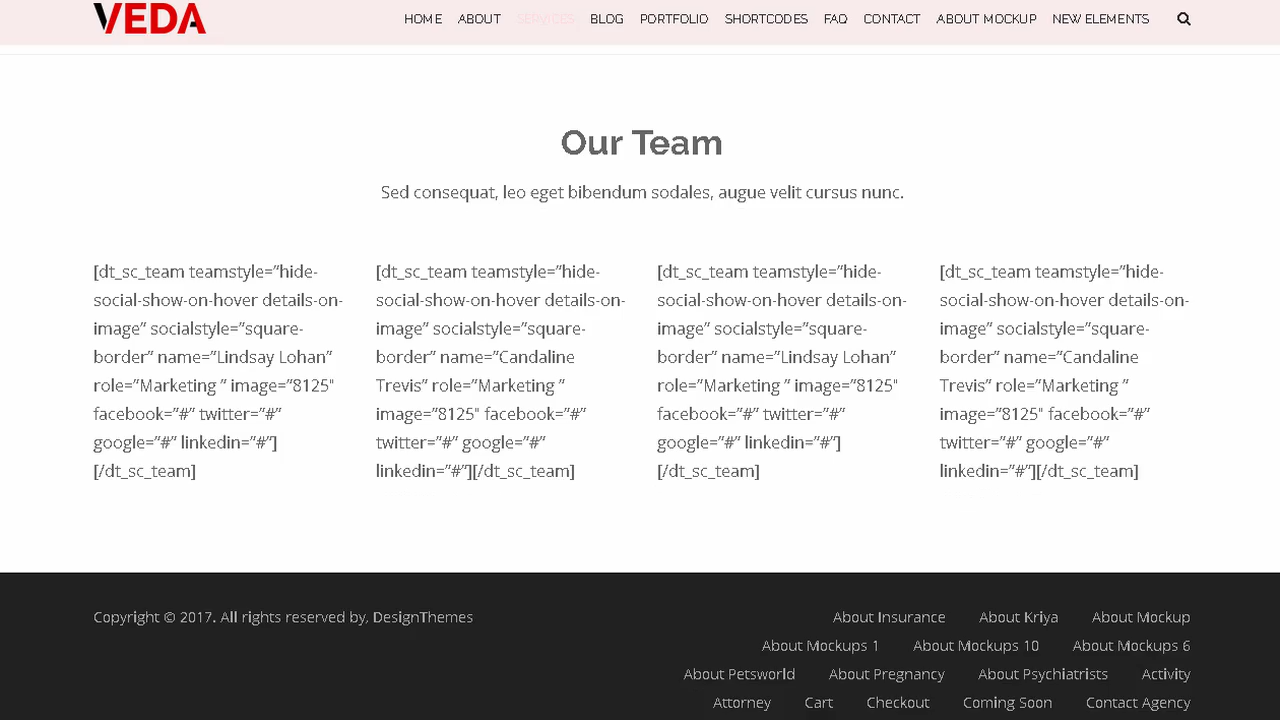 VEDA
HOME ABOUT SERVICES BLOG PORTFOLIO SHORTCODES FAQ CONTACT ABOUT MOCKUP NEW ELEMENTS
Our Team
Sed consequat, leo eget bibendum sodales, augue velit cursus nunc.
[dt_sc_team teamstyle=”hide-
social-show-on-hover details-on-
image” socialstyle=”square-
border” name=”Lindsay Lohan”
role=”Marketing ” image=”8125″
facebook=”#” twitter=”#”
google=”#” linkedin=”#”]
[/dt_sc_team]
[dt_sc_team teamstyle=”hide-
social-show-on-hover details-on-
image” socialstyle=”square-
border” name=”Candaline
Trevis” role=”Marketing ”
image=”8125″ facebook=”#”
twitter=”#” google=”#”
linkedin=”#”][/dt_sc_team]
[dt_sc_team teamstyle=”hide-
social-show-on-hover details-on-
image” socialstyle=”square-
border” name=”Lindsay Lohan”
role=”Marketing ” image=”8125″
facebook=”#” twitter=”#”
google=”#” linkedin=”#”]
[/dt_sc_team]
[dt_sc_team teamstyle=”hide-
social-show-on-hover details-on-
image” socialstyle=”square-
border” name=”Candaline
Trevis” role=”Marketing ”
image=”8125″ facebook=”#”
twitter=”#” google=”#”
linkedin=”#”][/dt_sc_team]
Copyright © 2017. All rights reserved by, DesignThemes
About Insurance About Kriya About Mockup
About Mockups 1 About Mockups 10 About Mockups 6
About Petsworld About Pregnancy About Psychiatrists Activity
Attorney Cart Checkout Coming Soon Contact Agency